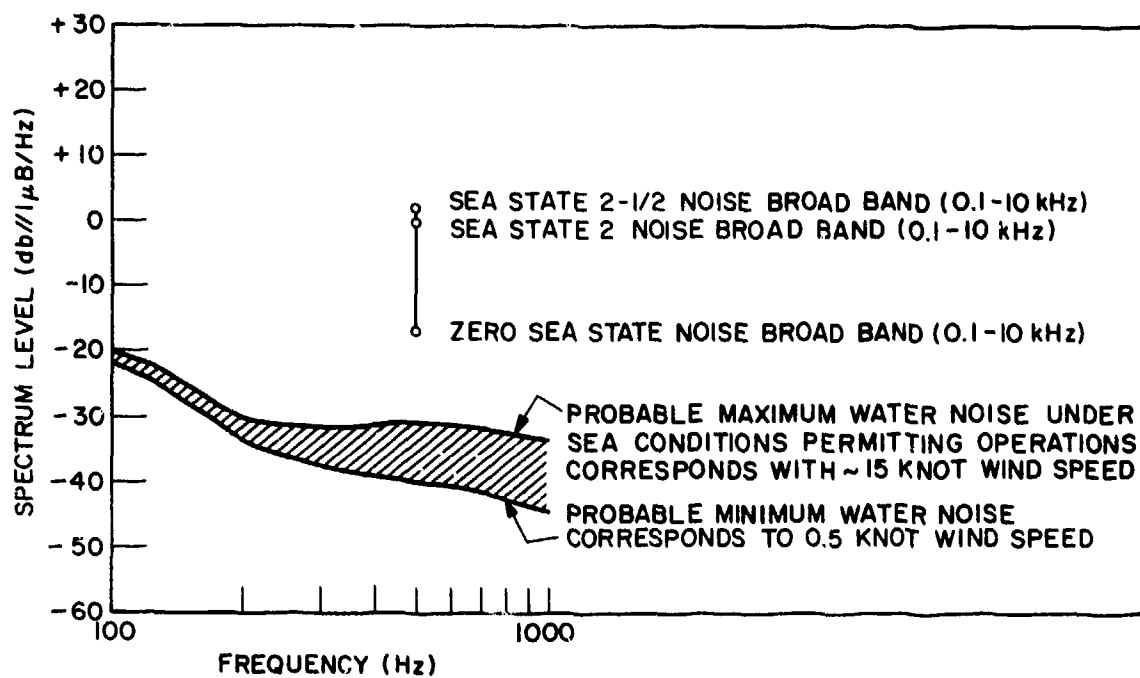 +30
+20
+10
0
-10
-20
-30
-40
-50
-60
SPECTRUM LEVEL (db//1μB/Hz)
SEA STATE 2-1/2 NOISE BROAD BAND (0.1-10 kHz)
SEA STATE 2 NOISE BROAD BAND (0.1-10 kHz)
ZERO SEA STATE NOISE BROAD BAND (0.1-10 kHz)
PROBABLE MAXIMUM WATER NOISE UNDER
SEA CONDITIONS PERMITTING OPERATIONS
CORRESPONDS WITH ~15 KNOT WIND SPEED
PROBABLE MINIMUM WATER NOISE
CORRESPONDS TO 0.5 KNOT WIND SPEED
100
1000
FREQUENCY (Hz)